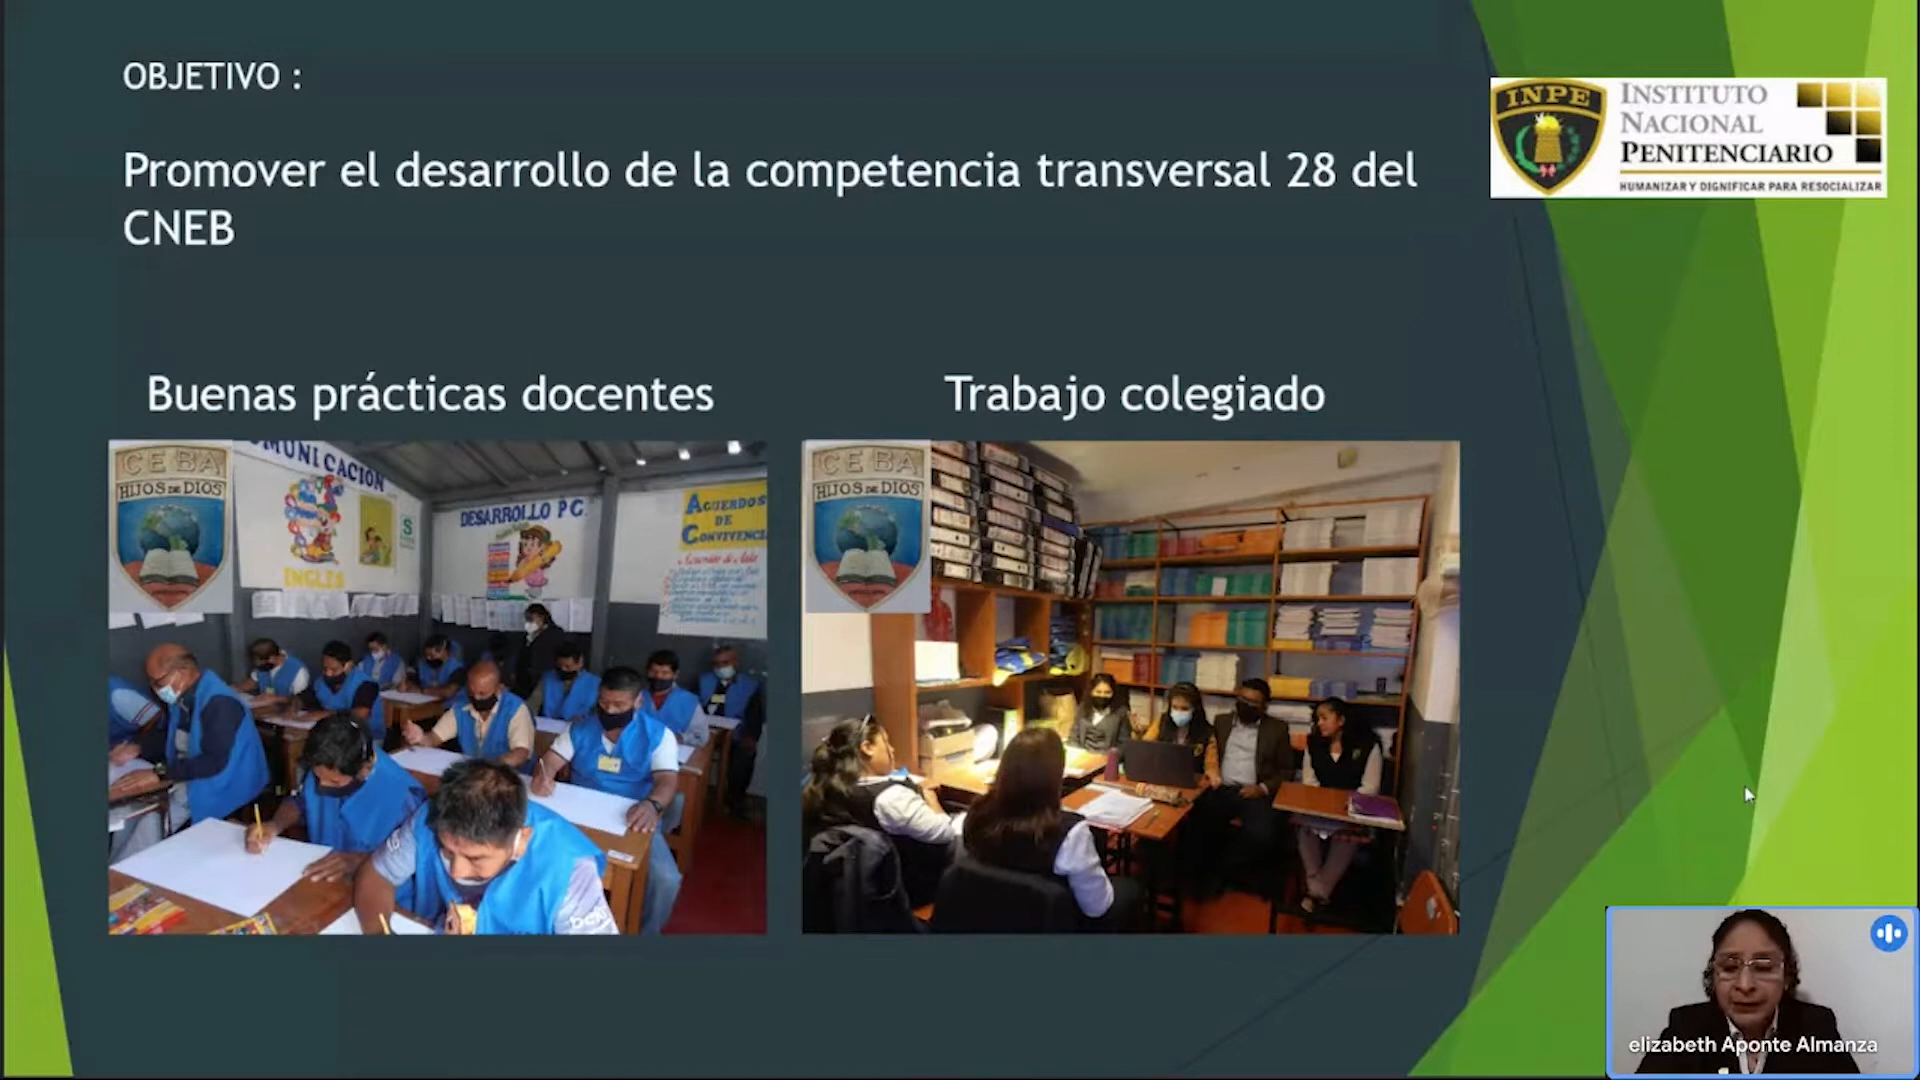 OBJETIVO :
Promover el desarrollo de la competencia transversal 28 del
CNEB
INPE
INSTITUTO
NACIONAL
PENITENCIARIO
HUMANIZAR Y DIGNIFICAR PARA RESOCIALIZAR
Buenas prácticas docentes
Trabajo colegiado
CEBA
HIJOS DE DIOS
MUNICACIÓN
INGLES
DESARROLLO P C.
ACUERDOS
DE
CONVIVENCI
CEBA
HIJOS DE DIOS
elizabeth Aponte Almanza